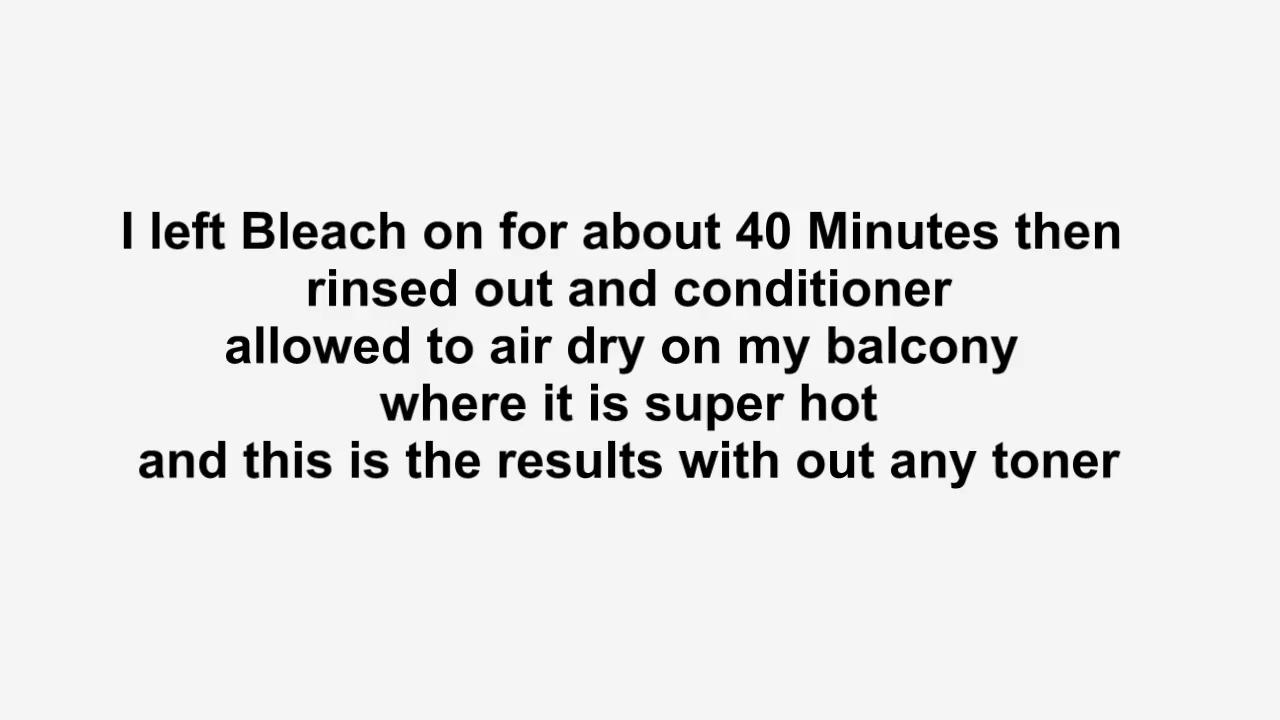 I left Bleach on for about 40 Minutes then
rinsed out and conditioner
allowed to air dry on my balcony
where it is super hot
and this is the results with out any toner